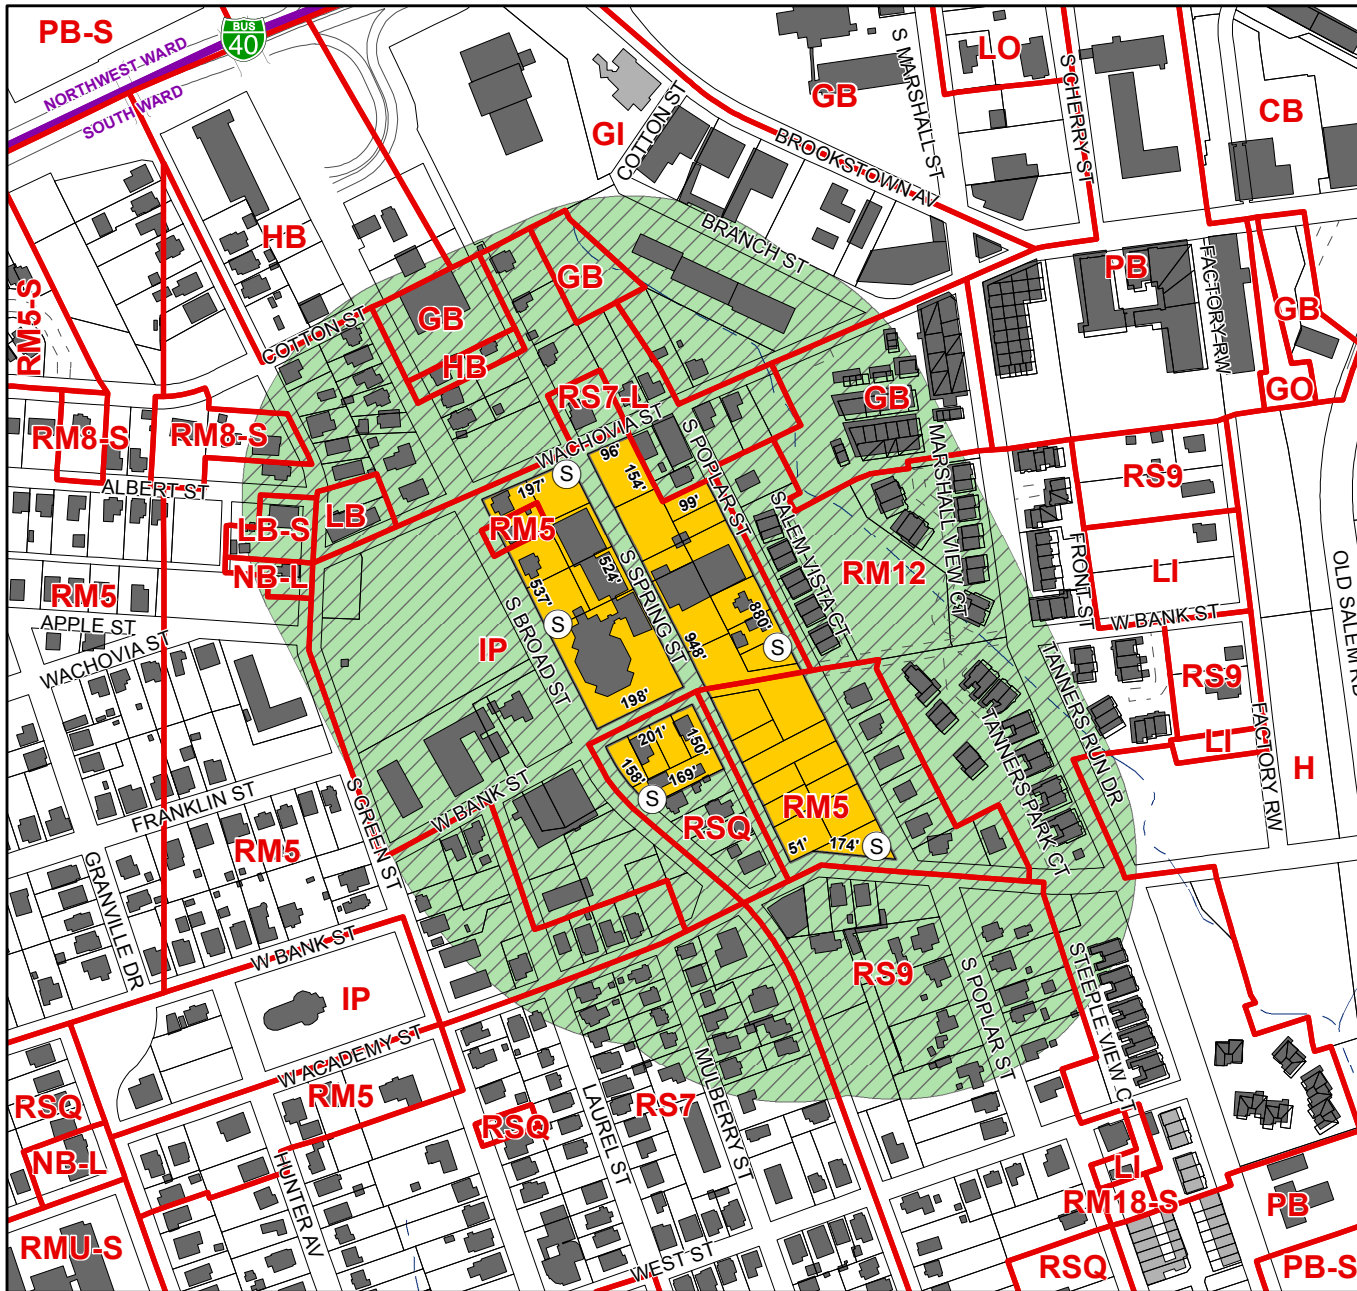 PB-S
BUS
40
NORTHWEST WARD
SOUTH WARD
S MARSHALL ST
LO
S CHERRY ST
GB
CB
GI
COTTON ST
BROOKSTOWN AV
HB
BRANCH ST
FACTORY RW
PB
GB
RM5-S
GB
GB
COTTON ST
HB
RS7-L
GB
GO
RM8-S
RM8-S
WACHOVIA ST
S POPLAR ST
MARSHALL VIEW CT
96'
154'
99'
197'
S
RS9
ALBERT ST
LB-S
LB
RM5
SALEM VISTA CT
S SPRING ST
524'
537'
RM12
FRONT ST
LI
OLD SALEM RD
NB-L
RM5
APPLE ST
WACHOVIA ST
S BROAD ST
S
IP
880'
948'
S
W BANK ST
TANNERS RUN DR
RS9
198'
201'
150'
158'
169'
S
TANNERS PARK CT
LI
FACTORY RW
H
W BANK ST
FRANKLIN ST
S GREEN ST
RSQ
RM5
51'
174'
S
RM5
GRANVILLE DR
W BANK ST
IP
RS9
S POPLAR ST
STEEPLEVIEW CT
W ACADEMY ST
RM5
RSQ
NB-L
RSQ
LAUREL ST
RS7
MULBERRY ST
HUNTER AV
LI
RM18-S
PB
RMU-S
WEST ST
RSQ
PB-S